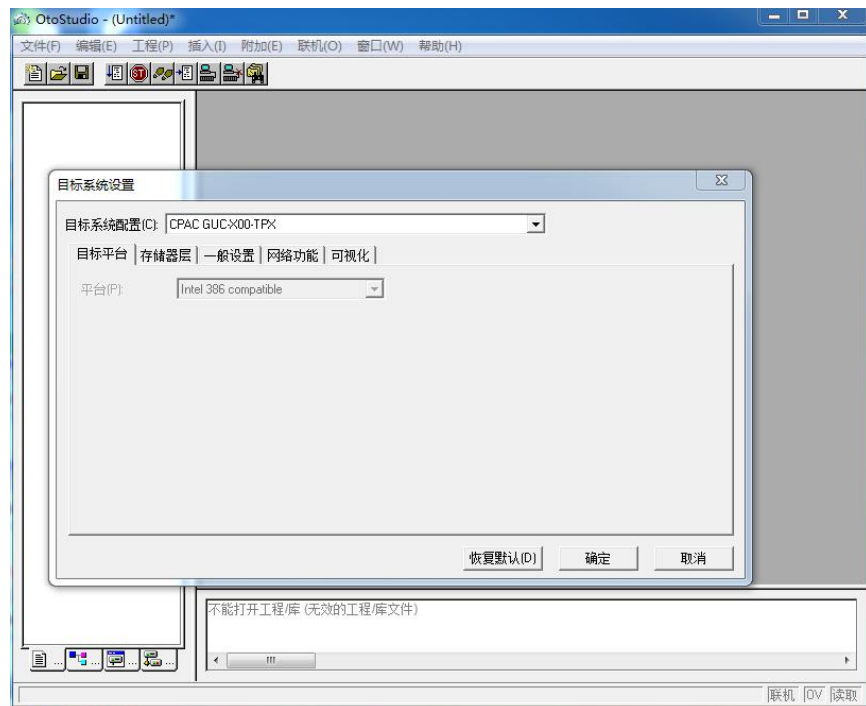 OtoStudio - (Untitled)*
文件(F) 编辑(E) 工程(P) 插入(I) 附加(E) 联机(O) 窗口(W) 帮助(H)
目标系统设置
目标系统配置(C): CPAC GUC-X00-TPX
目标平台 存储器层 一般设置 网络功能 可视化
平台(P): Intel 386 compatible
恢复默认(D) 确定 取消
不能打开工程/库 (无效的工程/库文件)
联机 OV 读取